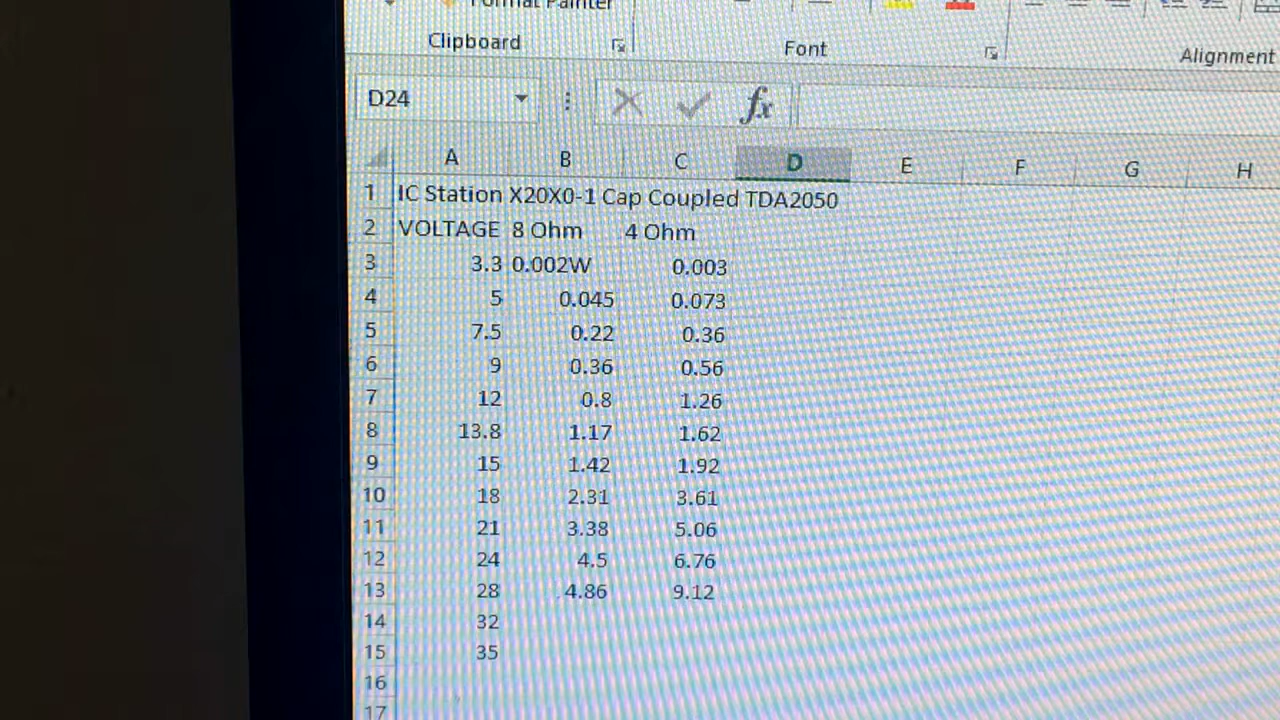 Format Painter
Clipboard Font Alignment
D24 fx
A B C D E F G H
1 IC Station X20X0-1 Cap Coupled TDA2050
2 VOLTAGE 8 Ohm 4 Ohm
3 3.3 0.002W 0.003
4 5 0.045 0.073
5 7.5 0.22 0.36
6 9 0.36 0.56
7 12 0.8 1.26
8 13.8 1.17 1.62
9 15 1.42 1.92
10 18 2.31 3.61
11 21 3.38 5.06
12 24 4.5 6.76
13 28 4.86 9.12
14 32
15 35
16
17